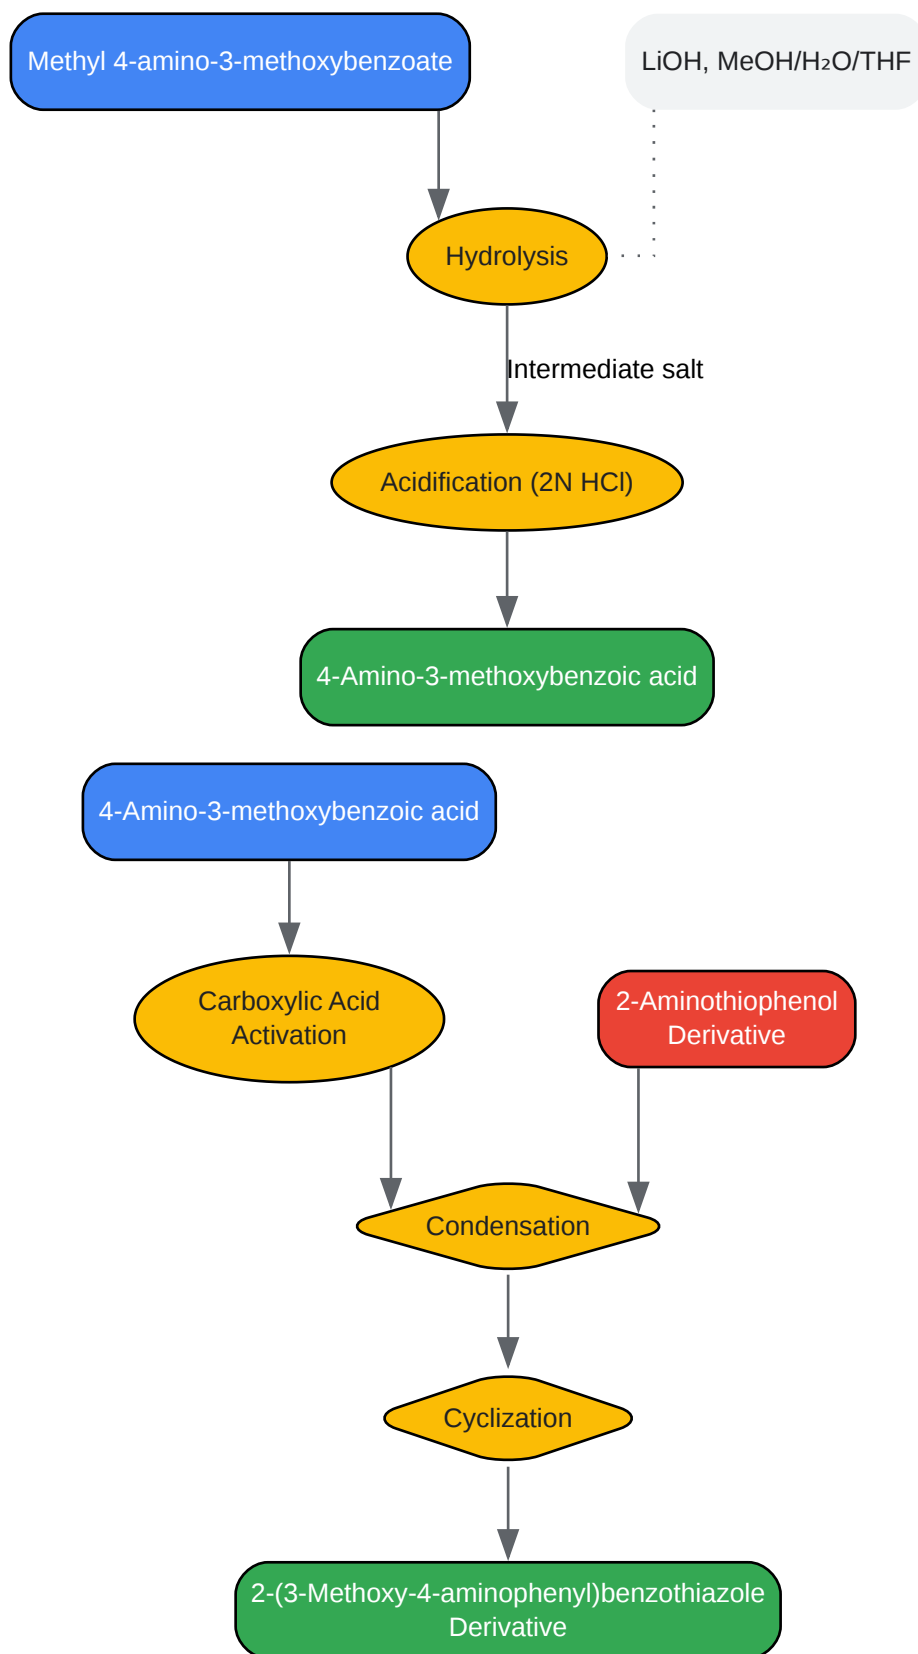 Methyl 4-amino-3-methoxybenzoate
LiOH, MeOH/H₂O/THF
Hydrolysis
Intermediate salt
Acidification (2N HCl)
4-Amino-3-methoxybenzoic acid
4-Amino-3-methoxybenzoic acid
Carboxylic Acid
Activation
2-Aminothiophenol
Derivative
Condensation
Cyclization
2-(3-Methoxy-4-aminophenyl)benzothiazole
Derivative